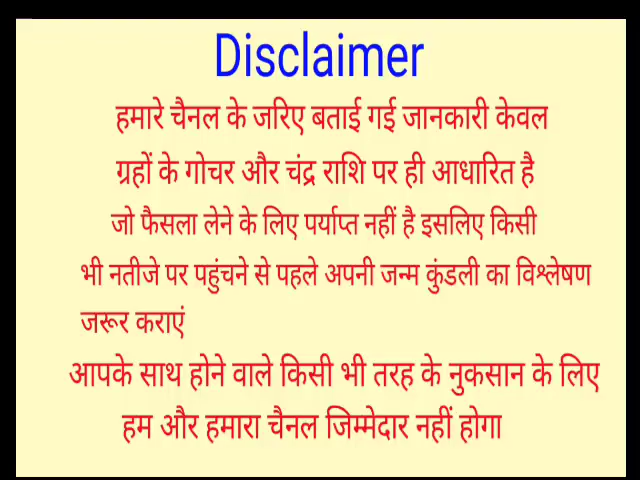 Disclaimer
हमारे चैनल के जरिए बताई गई जानकारी केवल
ग्रहों के गोचर और चंद्र राशि पर ही आधारित है
जो फैसला लेने के लिए पर्याप्त नहीं है इसलिए किसी
भी नतीजे पर पहुंचने से पहले अपनी जन्म कुंडली का विश्लेषण
जरूर कराएं
आपके साथ होने वाले किसी भी तरह के नुकसान के लिए
हम और हमारा चैनल जिम्मेदार नहीं होगा